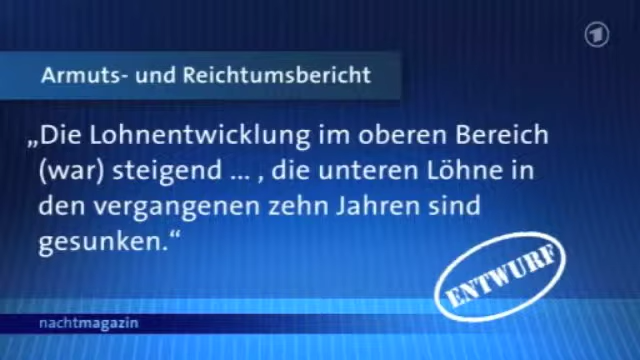 Armuts- und Reichtumsbericht
„Die Lohnentwicklung im oberen Bereich
(war) steigend ... , die unteren Löhne in
den vergangenen zehn Jahren sind
gesunken.“
ENTWURF
nachtmagazin